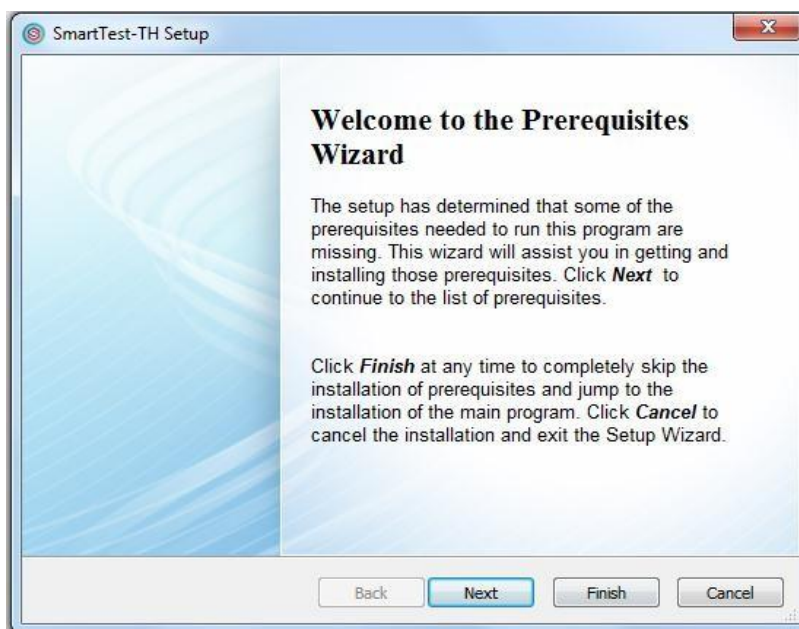 SmartTest-TH Setup
Welcome to the Prerequisites
Wizard
The setup has determined that some of the
prerequisites needed to run this program are
missing. This wizard will assist you in getting and
installing those prerequisites. Click Next to
continue to the list of prerequisites.
Click Finish at any time to completely skip the
installation of prerequisites and jump to the
installation of the main program. Click Cancel to
cancel the installation and exit the Setup Wizard.
Back Next Finish Cancel